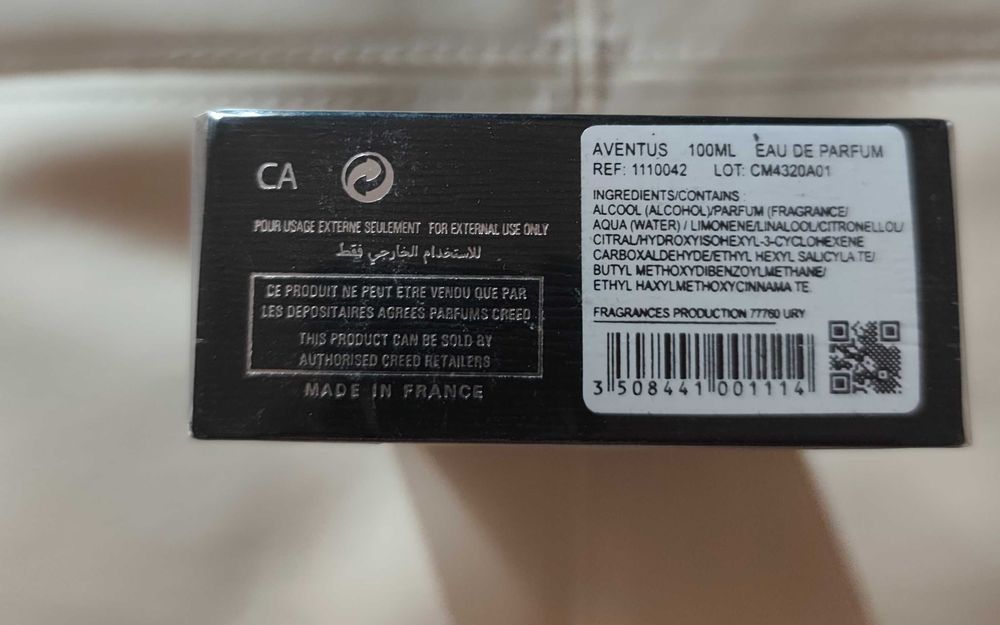 CA
POUR USAGE EXTERNE SEULEMENT FOR EXTERNAL USE ONLY
للاستخدام الخارجي فقط
CE PRODUIT NE PEUT ETRE VENDU QUE PAR
LES DEPOSITAIRES AGREES PARFUMS CREED
THIS PRODUCT CAN BE SOLD BY
AUTHORISED CREED RETAILERS
MADE IN FRANCE
AVENTUS 100ML EAU DE PARFUM
REF: 1110042 LOT: CM4320A01
INGREDIENTS/CONTAINS :
ALCOOL (ALCOHOL)/PARFUM (FRAGRANCE/
AQUA (WATER) / LIMONENE/LINALOOL/CITRONELLOL/
CITRAL/HYDROXYISOHEXYL-3-CYCLOHEXENE
CARBOXALDEHYDE/ETHYL HEXYL SALICYLA TE/
BUTYL METHOXYDIBENZOYLMETHANE/
ETHYL HAXYLMETHOXYCINNAMA TE
FRAGRANCES PRODUCTION 77760 URY
3 508441 001114